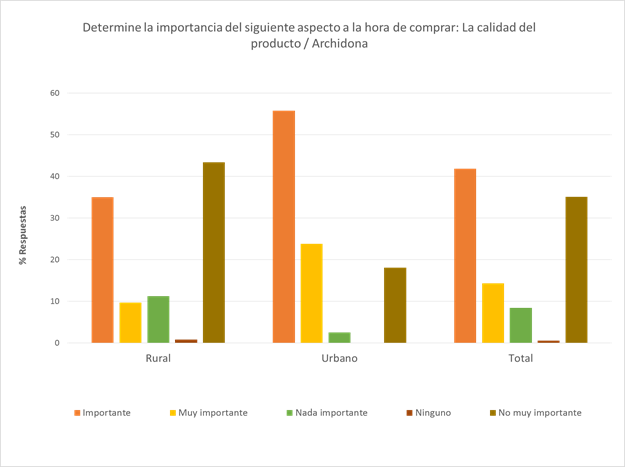 Determine la importancia del siguiente aspecto a la hora de comprar: La calidad del
producto / Archidona
60
50
40
30
20
10
0
% Respuestas
Rural
Urbano
Total
Importante
Muy importante
Nada importante
Ninguno
No muy importante